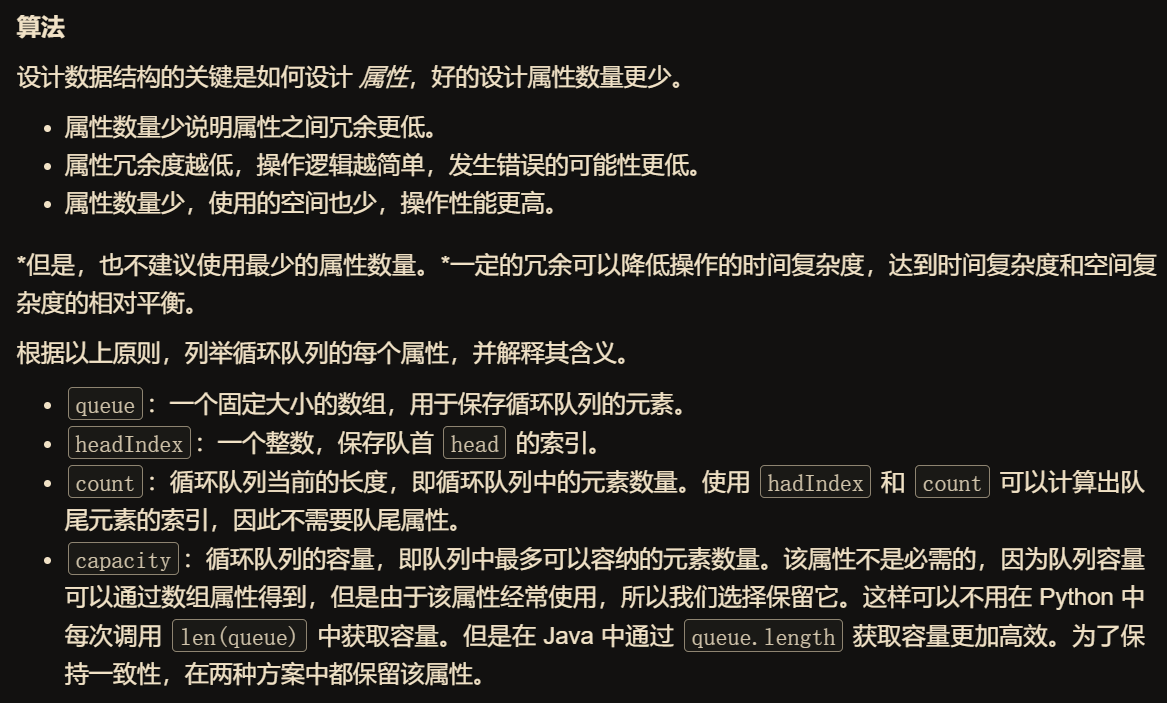 算法
设计数据结构的关键是如何设计 属性，好的设计属性数量更少。
• 属性数量少说明属性之间冗余更低。
• 属性冗余度越低，操作逻辑越简单，发生错误的可能性更低。
• 属性数量少，使用的空间也少，操作性能更高。
*但是，也不建议使用最少的属性数量。*一定的冗余可以降低操作的时间复杂度，达到时间复杂度和空间复
杂度的相对平衡。
根据以上原则，列举循环队列的每个属性，并解释其含义。
• queue：一个固定大小的数组，用于保存循环队列的元素。
• headIndex：一个整数，保存队首 head 的索引。
• count：循环队列当前的长度，即循环队列中的元素数量。使用 hadIndex 和 count 可以计算出队
尾元素的索引，因此不需要队尾属性。
• capacity：循环队列的容量，即队列中最多可以容纳的元素数量。该属性不是必需的，因为队列容量
可以通过数组属性得到，但是由于该属性经常使用，所以我们选择保留它。这样可以不用在 Python 中
每次调用 len(queue) 中获取容量。但是在 Java 中通过 queue.length 获取容量更加高效。为了保
持一致性，在两种方案中都保留该属性。